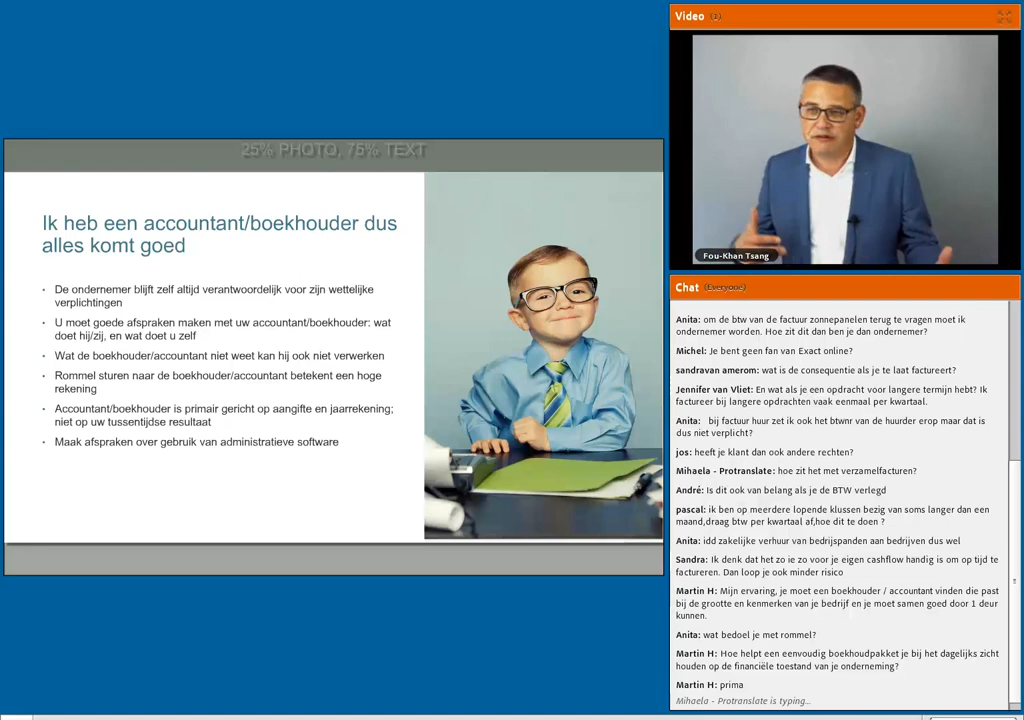 25% PHOTO, 75% TEXT
Ik heb een accountant/boekhouder dus
alles komt goed
• De ondernemer blijft zelf altijd verantwoordelijk voor zijn wettelijke
verplichtingen
• U moet goede afspraken maken met uw accountant/boekhouder: wat
doet hij/zij, en wat doet u zelf
• Wat de boekhouder/accountant niet weet kan hij ook niet verwerken
• Rommel sturen naar de boekhouder/accountant betekent een hoge
rekening
• Accountant/boekhouder is primair gericht op aangifte en jaarrekening;
niet op uw tussentijdse resultaat
• Maak afspraken over gebruik van administratieve software
Video (1)
Fou-Khan Tsang
Chat (Everyone)
Anita: om de btw van de factuur zonnepanelen terug te vragen moet ik
ondernemer worden. Hoe zit dit dan ben je dan ondernemer?
Michel: Je bent geen fan van Exact online?
sandravan amerom: wat is de consequentie als je te laat factureert?
Jennifer van Vliet: En wat als je een opdracht voor langere termijn hebt? Ik
factureer bij langere opdrachten vaak eenmaal per kwartaal.
Anita: bij factuur huur zet ik ook het btwnr van de huurder erop maar dat is
dus niet verplicht?
jos: heeft je klant dan ook andere rechten?
Mihaela - Protranslate: hoe zit het met verzamelfacturen?
André: Is dit ook van belang als je de BTW verlegd
pascal: ik ben op meerdere lopende klussen bezig van soms langer dan een
maand,draag btw per kwartaal af,hoe dit te doen ?
Anita: idd zakelijke verhuur van bedrijspanden aan bedrijven dus wel
Sandra: Ik denk dat het zo ie zo voor je eigen cashflow handig is om op tijd te
factureren. Dan loop je ook minder risico
Martin H: Mijn ervaring, je moet een boekhouder / accountant vinden die past
bij de grootte en kenmerken van je bedrijf en je moet samen goed door 1 deur
kunnen.
Anita: wat bedoel je met rommel?
Martin H: Hoe helpt een eenvoudig boekhoudpakket je bij het dagelijks zicht
houden op de financiële toestand van je onderneming?
Martin H: prima
Mihaela - Protranslate is typing...